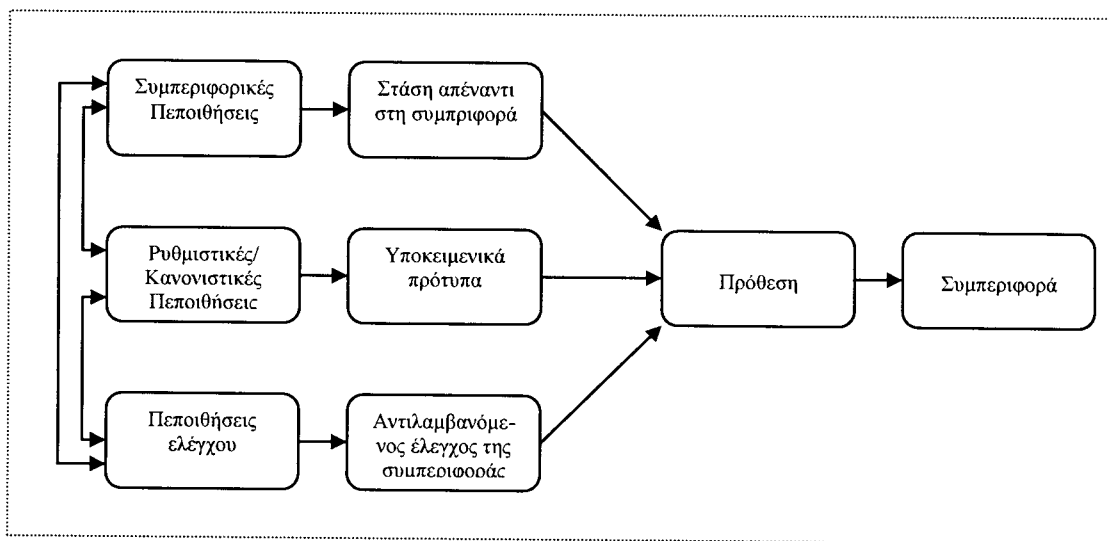 Συμπεριφορικές
Πεποιθήσεις
Στάση απέναντι
στη συμπριφορά
Ρυθμιστικές/
Κανονιστικές
Πεποιθήσεις
Υποκειμενικά
πρότυπα
Πρόθεση
Συμπεριφορά
Πεποιθήσεις
ελέγχου
Αντιλαμβανόμε-
νος έλεγχος της
συμπεριφοράς